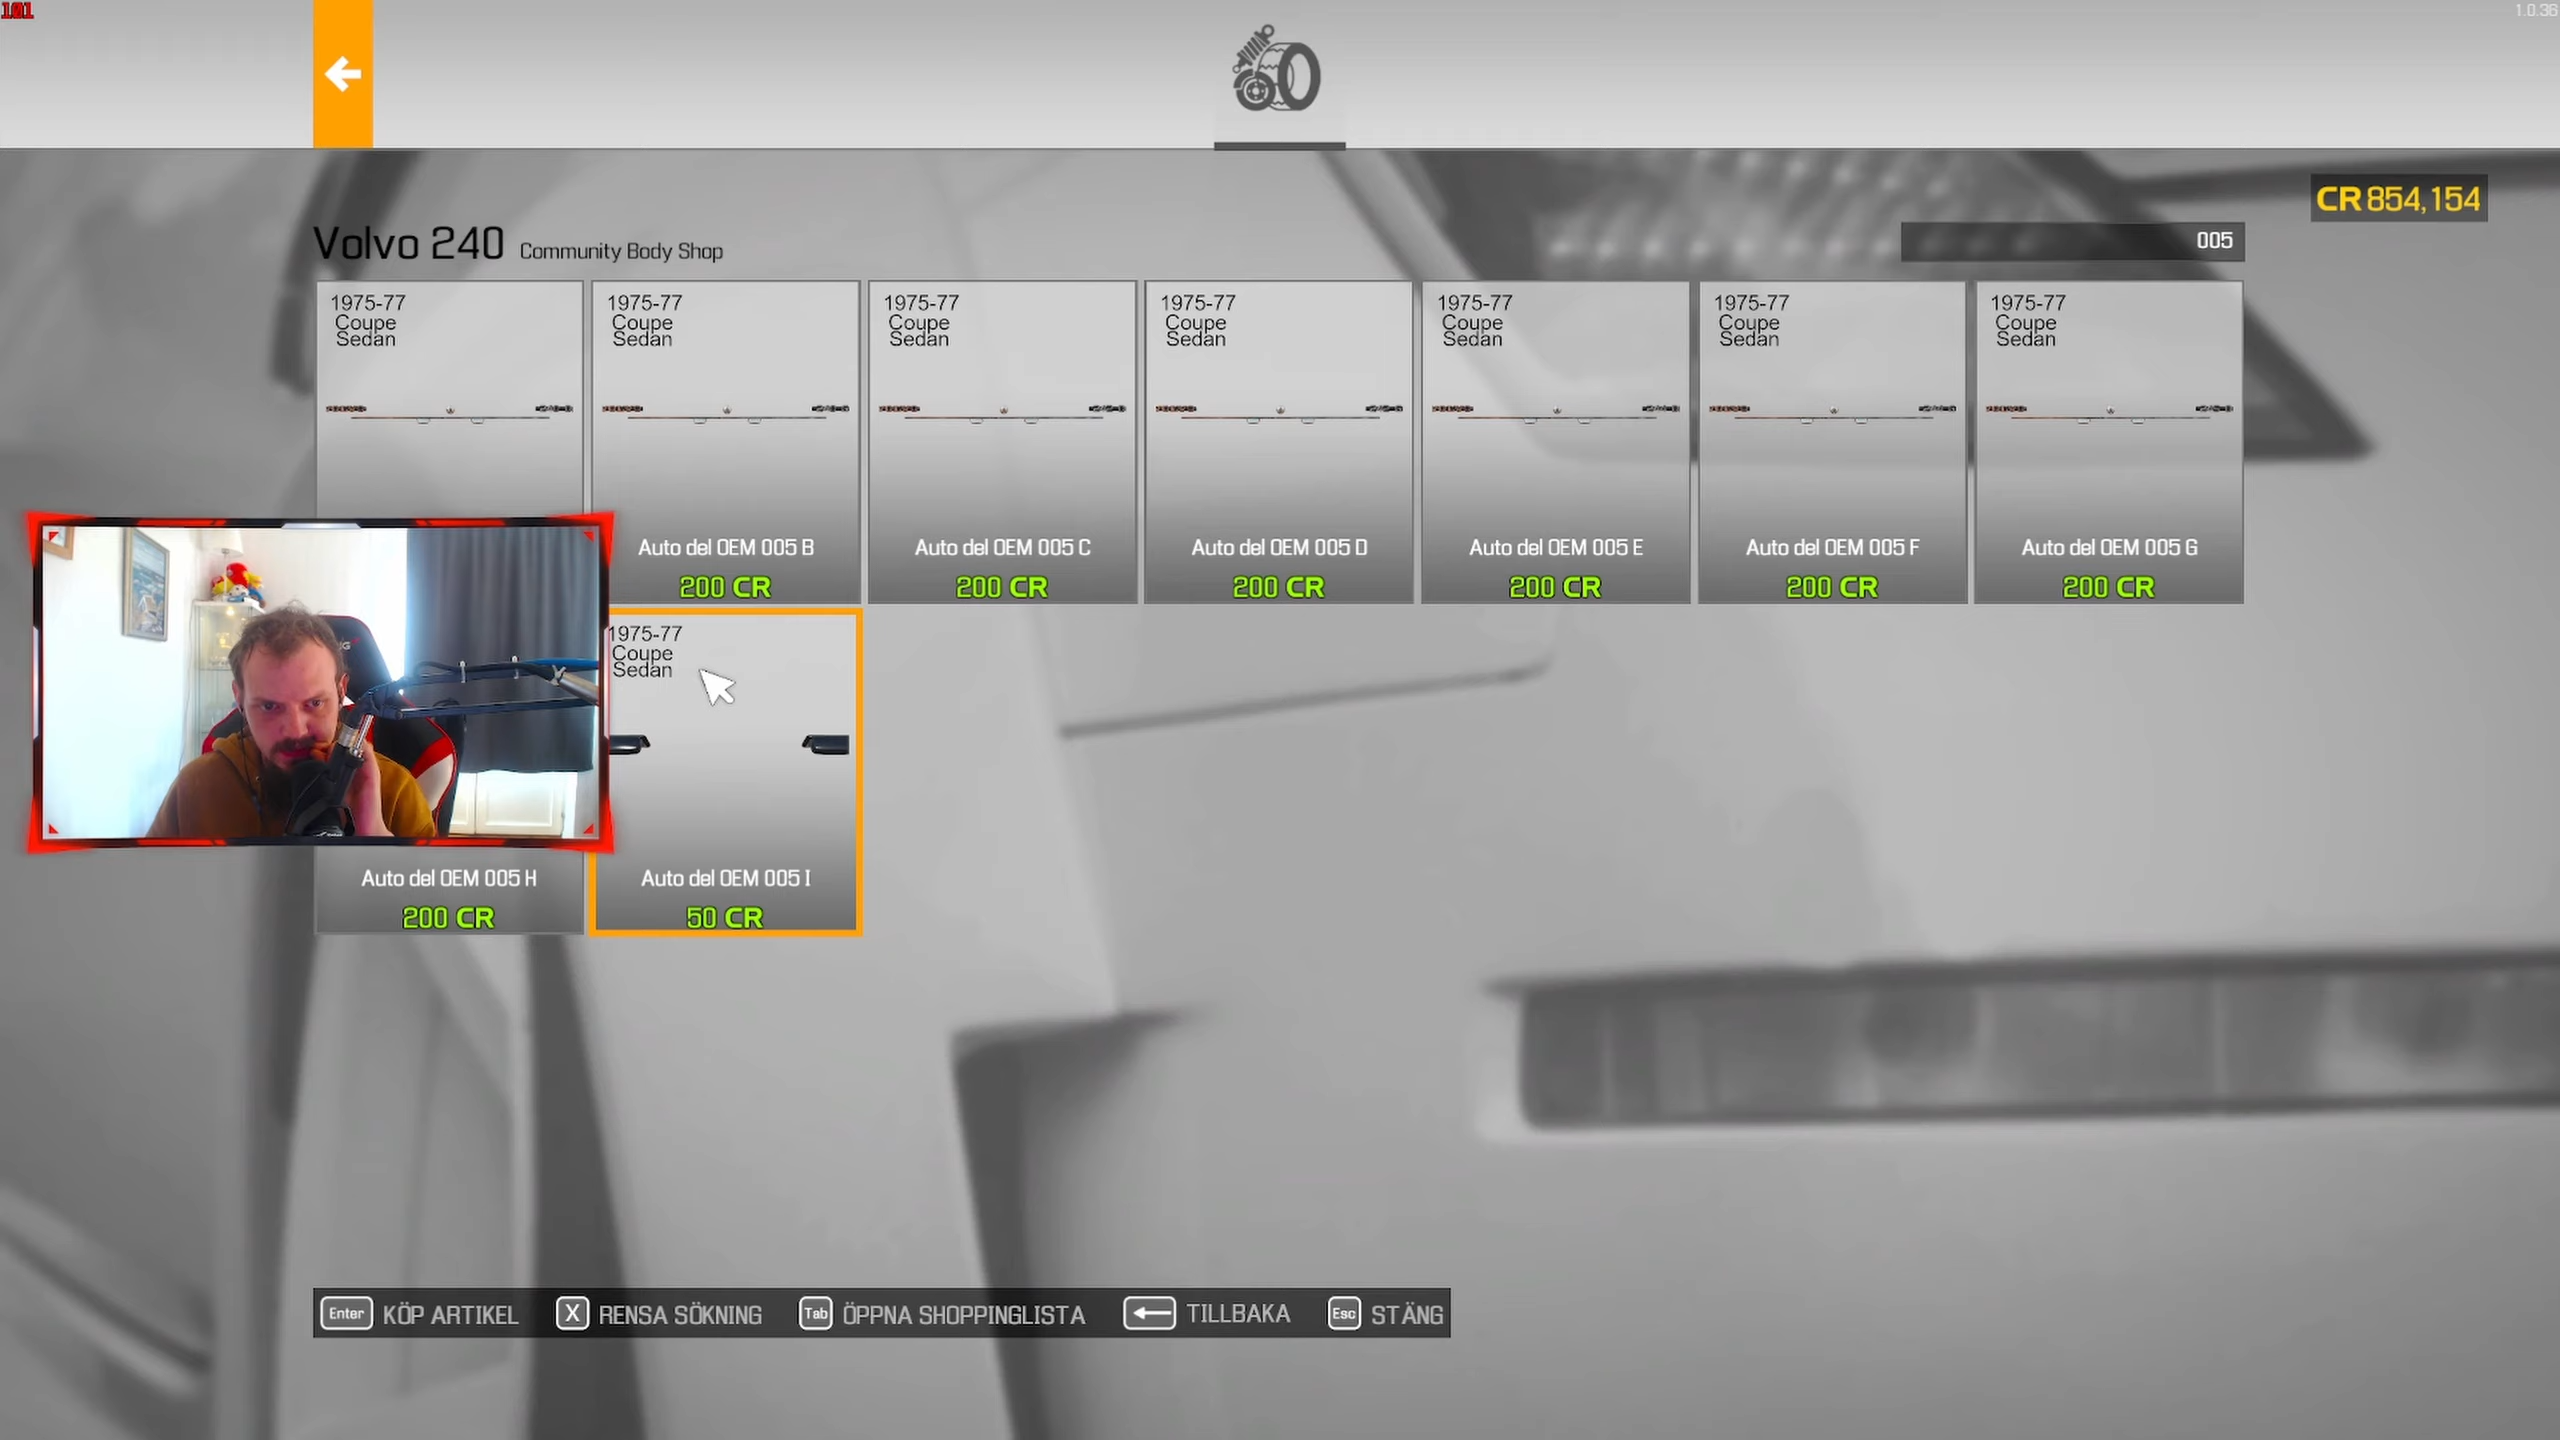 101
1.0.36
CR 854,154
Volvo 240 Community Body Shop
005
1975-77
Coupe
Sedan
1975-77
Coupe
Sedan
1975-77
Coupe
Sedan
1975-77
Coupe
Sedan
1975-77
Coupe
Sedan
1975-77
Coupe
Sedan
1975-77
Coupe
Sedan
Auto del OEM 005 B
200 CR
Auto del OEM 005 C
200 CR
Auto del OEM 005 D
200 CR
Auto del OEM 005 E
200 CR
Auto del OEM 005 F
200 CR
Auto del OEM 005 G
200 CR
1975-77
Coupe
Sedan
Auto del OEM 005 H
200 CR
Auto del OEM 005 I
50 CR
Enter KÖP ARTIKEL X RENSA SÖKNING Tab ÖPPNA SHOPPINGLISTA TILLBAKA Esc STÄNG